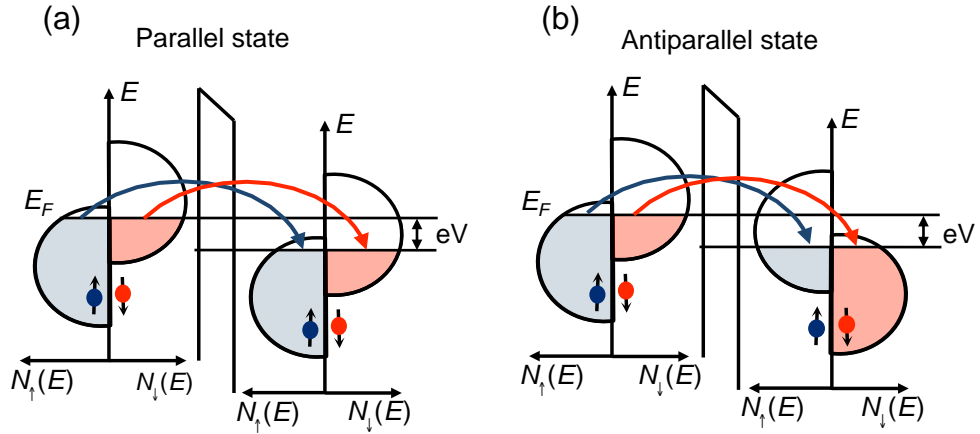 (a)
Parallel state
E
E
E_F
eV
N↑(E)
N↓(E)
N↑(E)
N↓(E)
(b)
Antiparallel state
E
E
E_F
eV
N↑(E)
N↓(E)
N↑(E)
N↓(E)